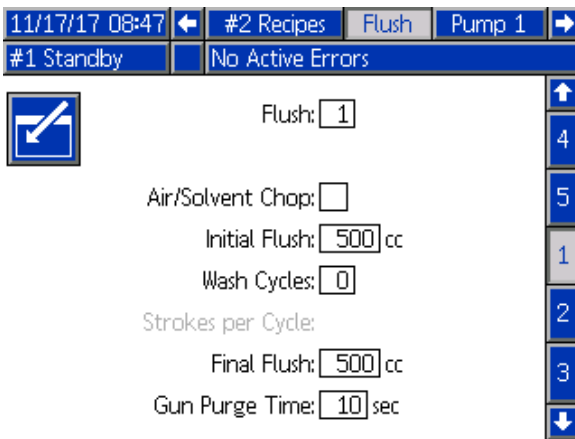 11/17/17 08:47 #2 Recipes Flush Pump 1
#1 Standby No Active Errors
Flush: 1
4
Air/Solvent Chop:
5
Initial Flush: 500 cc
1
Wash Cycles: 0
Strokes per Cycle:
2
Final Flush: 500 cc
3
Gun Purge Time: 10 sec